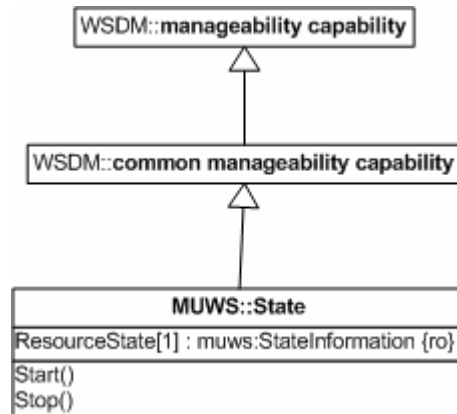 WSDM::manageability capability
WSDM::common manageability capability
MUWS::State
ResourceState[1] : muws:StateInformation {ro}
Start()
Stop()